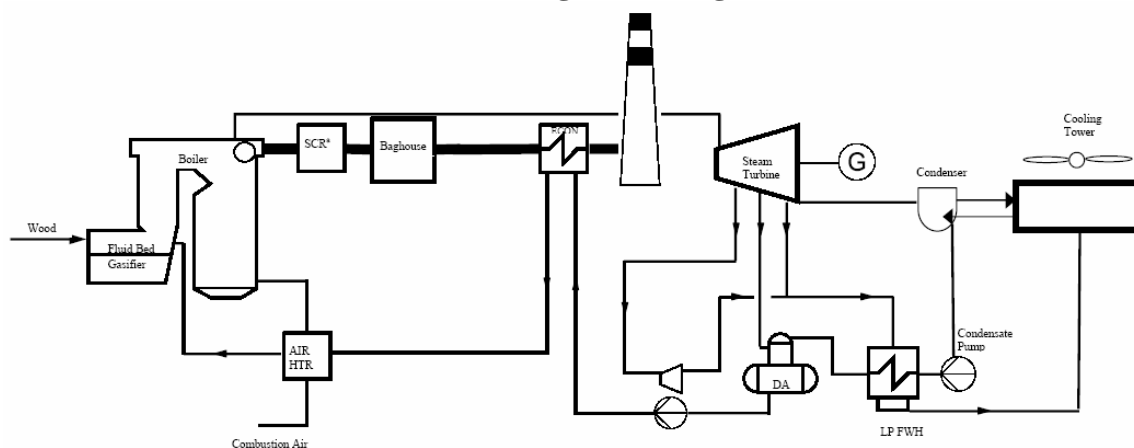 SCR*
Baghouse
ECON
Boiler
Steam
Turbine
G
Cooling
Tower
Condenser
Wood
Fluid Bed
Gasifier
AIR
HTR
Combustion Air
DA
Condensate
Pump
LP FWH